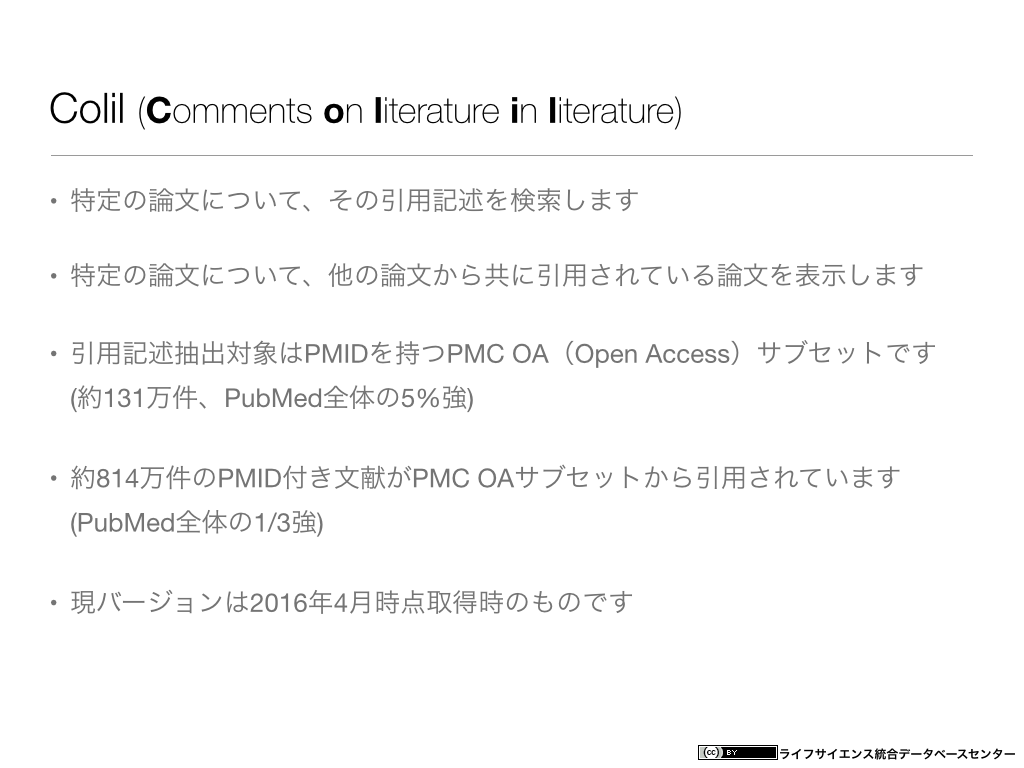 Colil (Comments on literature in literature)
• 特定の論文について、その引用記述を検索します
• 特定の論文について、他の論文から共に引用されている論文を表示します
• 引用記述抽出対象はPMIDを持つPMC OA（Open Access）サブセットです
(約131万件、PubMed全体の5%強)
• 約814万件のPMID付き文献がPMC OAサブセットから引用されています
(PubMed全体の1/3強)
• 現バージョンは2016年4月時点取得時のものです
(cc) BY ライフサイエンス統合データベースセンター